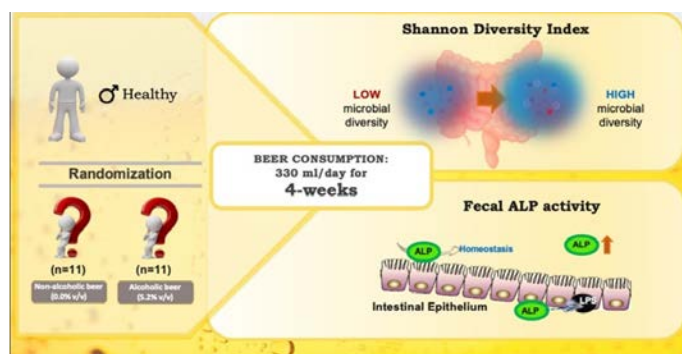 ♂ Healthy
Randomization
(n=11)
(n=11)
Non-alcoholic beer
(0.0% v/v)
Alcoholic beer
(5.2% v/v)
BEER CONSUMPTION:
330 ml/day for
4-weeks
Shannon Diversity Index
LOW
microbial
diversity
HIGH
microbial
diversity
Fecal ALP activity
ALP
Homeostasis
ALP
Intestinal Epithelium
ALP
LPS